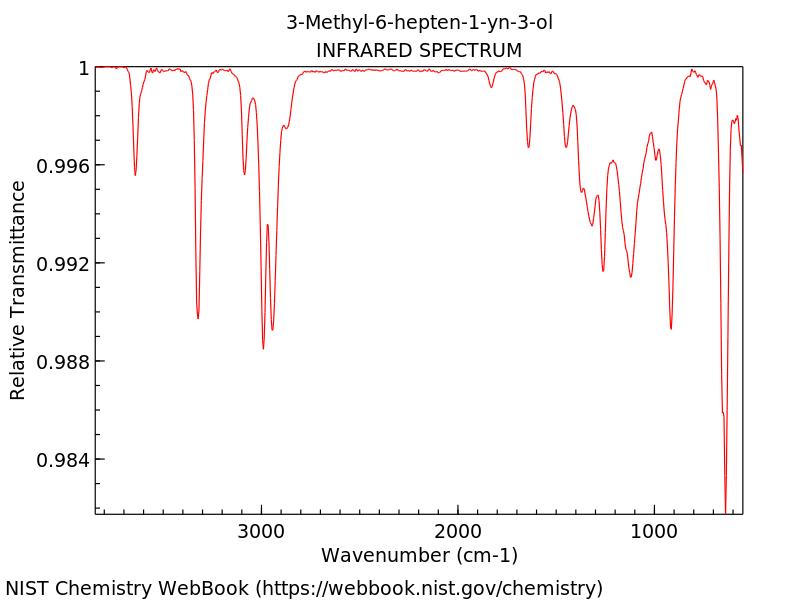 3-Methyl-6-hepten-1-yn-3-ol
INFRARED SPECTRUM
1
0.996
0.992
0.988
0.984
Relative Transmittance
3000 2000 1000
Wavenumber (cm-1)
NIST Chemistry WebBook (https://webbook.nist.gov/chemistry)